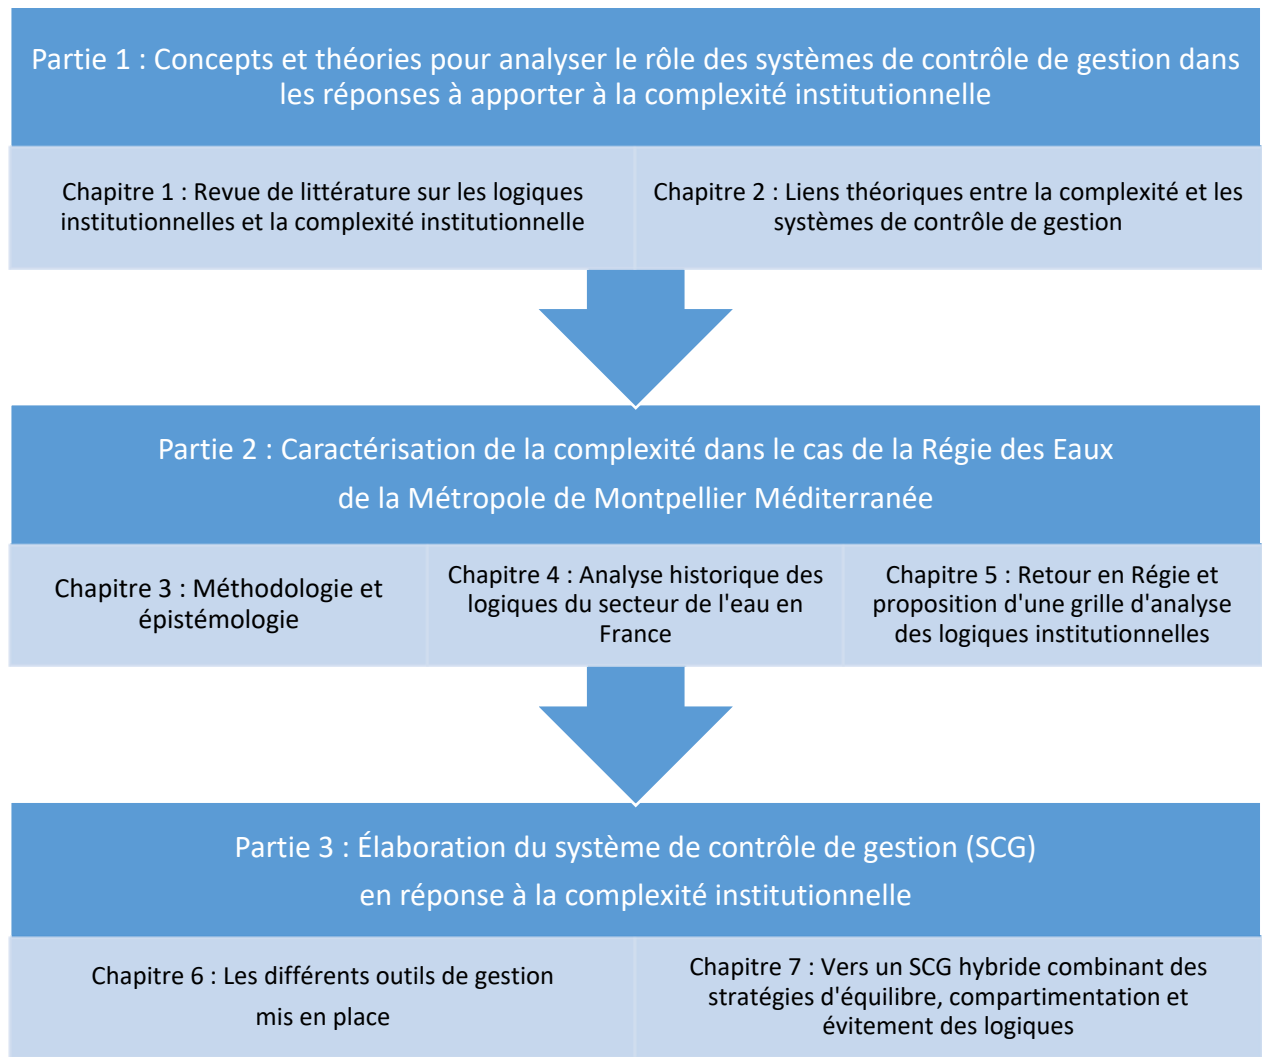 Partie 1 : Concepts et théories pour analyser le rôle des systèmes de contrôle de gestion dans
les réponses à apporter à la complexité institutionnelle
Chapitre 1 : Revue de littérature sur les logiques
institutionnelles et la complexité institutionnelle
Chapitre 2 : Liens théoriques entre la complexité et les
systèmes de contrôle de gestion
Partie 2 : Caractérisation de la complexité dans le cas de la Régie des Eaux
de la Métropole de Montpellier Méditerranée
Chapitre 3 : Méthodologie et
épistémologie
Chapitre 4 : Analyse historique des
logiques du secteur de l'eau en
France
Chapitre 5 : Retour en Régie et
proposition d'une grille d'analyse
des logiques institutionnelles
Partie 3 : Élaboration du système de contrôle de gestion (SCG)
en réponse à la complexité institutionnelle
Chapitre 6 : Les différents outils de gestion
mis en place
Chapitre 7 : Vers un SCG hybride combinant des
stratégies d'équilibre, compartimentation et
évitement des logiques